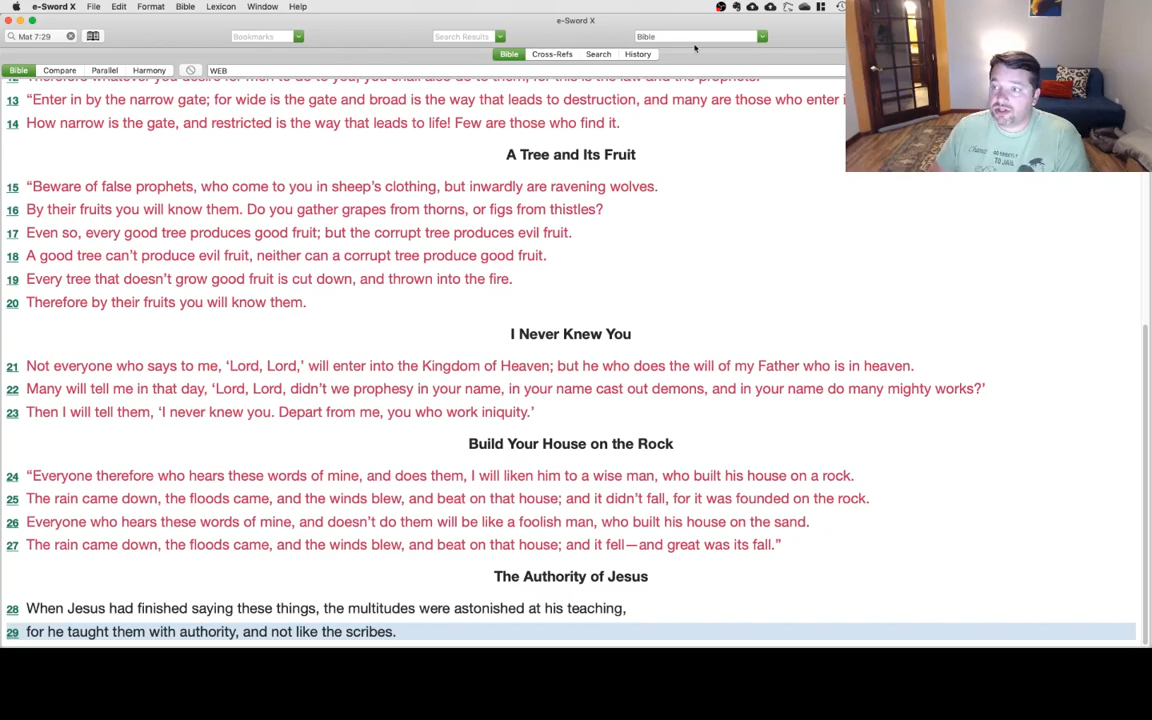 e-Sword X File Edit Format Bible Lexicon Window Help
e-Sword X
Mat 7:29 Bookmarks Search Results Bible
Bible Cross-Refs Search History
Bible Compare Parallel Harmony WEB
13 “Enter in by the narrow gate; for wide is the gate and broad is the way that leads to destruction, and many are those who enter i
14 How narrow is the gate, and restricted is the way that leads to life! Few are those who find it.
A Tree and Its Fruit
15 “Beware of false prophets, who come to you in sheep’s clothing, but inwardly are ravening wolves.
16 By their fruits you will know them. Do you gather grapes from thorns, or figs from thistles?
17 Even so, every good tree produces good fruit; but the corrupt tree produces evil fruit.
18 A good tree can’t produce evil fruit, neither can a corrupt tree produce good fruit.
19 Every tree that doesn’t grow good fruit is cut down, and thrown into the fire.
20 Therefore by their fruits you will know them.
I Never Knew You
21 Not everyone who says to me, ‘Lord, Lord,’ will enter into the Kingdom of Heaven; but he who does the will of my Father who is in heaven.
22 Many will tell me in that day, ‘Lord, Lord, didn’t we prophesy in your name, in your name cast out demons, and in your name do many mighty works?’
23 Then I will tell them, ‘I never knew you. Depart from me, you who work iniquity.’
Build Your House on the Rock
24 “Everyone therefore who hears these words of mine, and does them, I will liken him to a wise man, who built his house on a rock.
25 The rain came down, the floods came, and the winds blew, and beat on that house; and it didn’t fall, for it was founded on the rock.
26 Everyone who hears these words of mine, and doesn’t do them will be like a foolish man, who built his house on the sand.
27 The rain came down, the floods came, and the winds blew, and beat on that house; and it fell—and great was its fall.”
The Authority of Jesus
28 When Jesus had finished saying these things, the multitudes were astonished at his teaching,
29 for he taught them with authority, and not like the scribes.